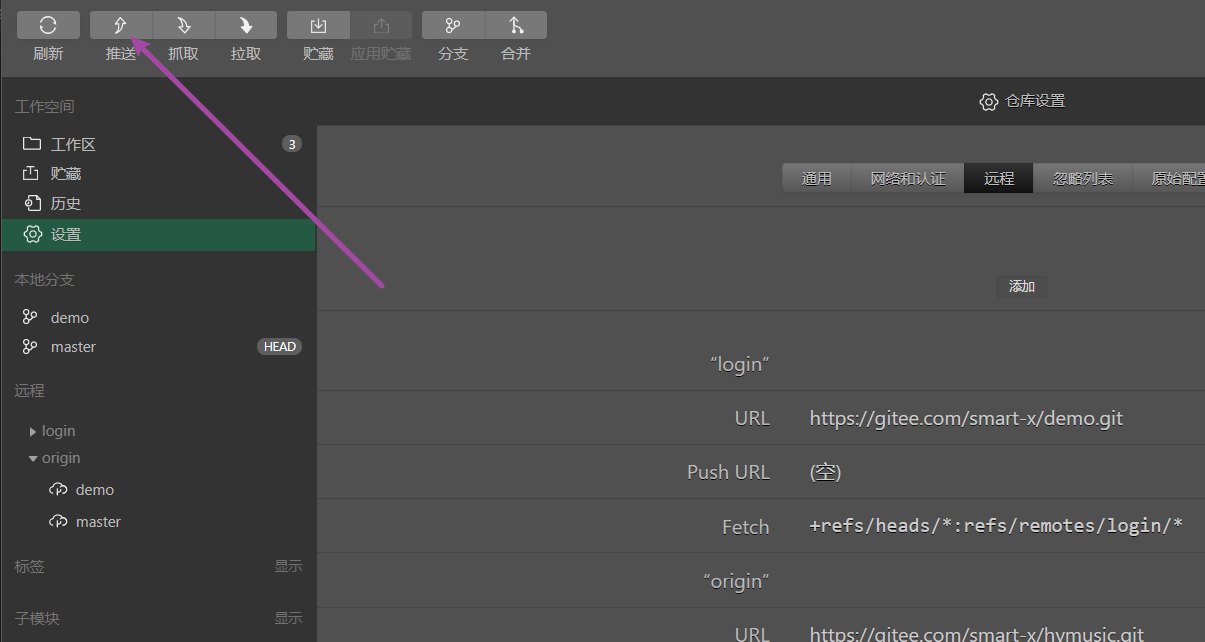 刷新
推送
抓取
拉取
贮藏
应用贮藏
分支
合并
工作空间
工作区
3
贮藏
历史
设置
本地分支
demo
master
HEAD
远程
login
origin
demo
master
标签
显示
子模块
显示
仓库设置
通用
网络和认证
远程
忽略列表
原始配置
添加
“login”
URL
https://gitee.com/smart-x/demo.git
Push URL
(空)
Fetch
+refs/heads/*:refs/remotes/login/*
“origin”
URL
https://gitee.com/smart-x/hymusic.git